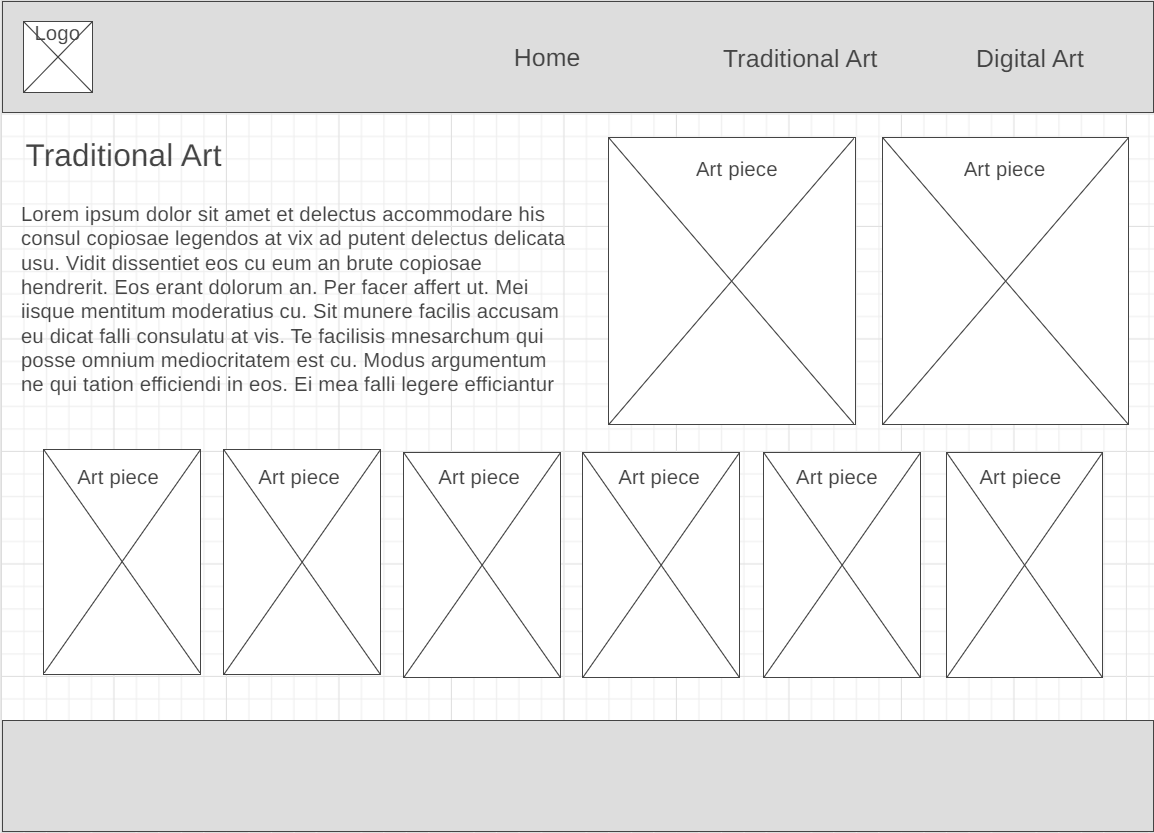 Logo
Home
Traditional Art
Digital Art
Traditional Art
Lorem ipsum dolor sit amet et delectus accommodare his
consul copiosae legendos at vix ad putent delectus delicata
usu. Vidit dissentiet eos cu eum an brute copiosae
hendrerit. Eos erant dolorum an. Per facer affert ut. Mei
iisque mentitum moderatius cu. Sit munere facilis accusam
eu dicat falli consulatu at vis. Te facilisis mnesarchum qui
posse omnium mediocritatem est cu. Modus argumentum
ne qui tation efficiendi in eos. Ei mea falli legere efficiantur
Art piece
Art piece
Art piece
Art piece
Art piece
Art piece
Art piece
Art piece